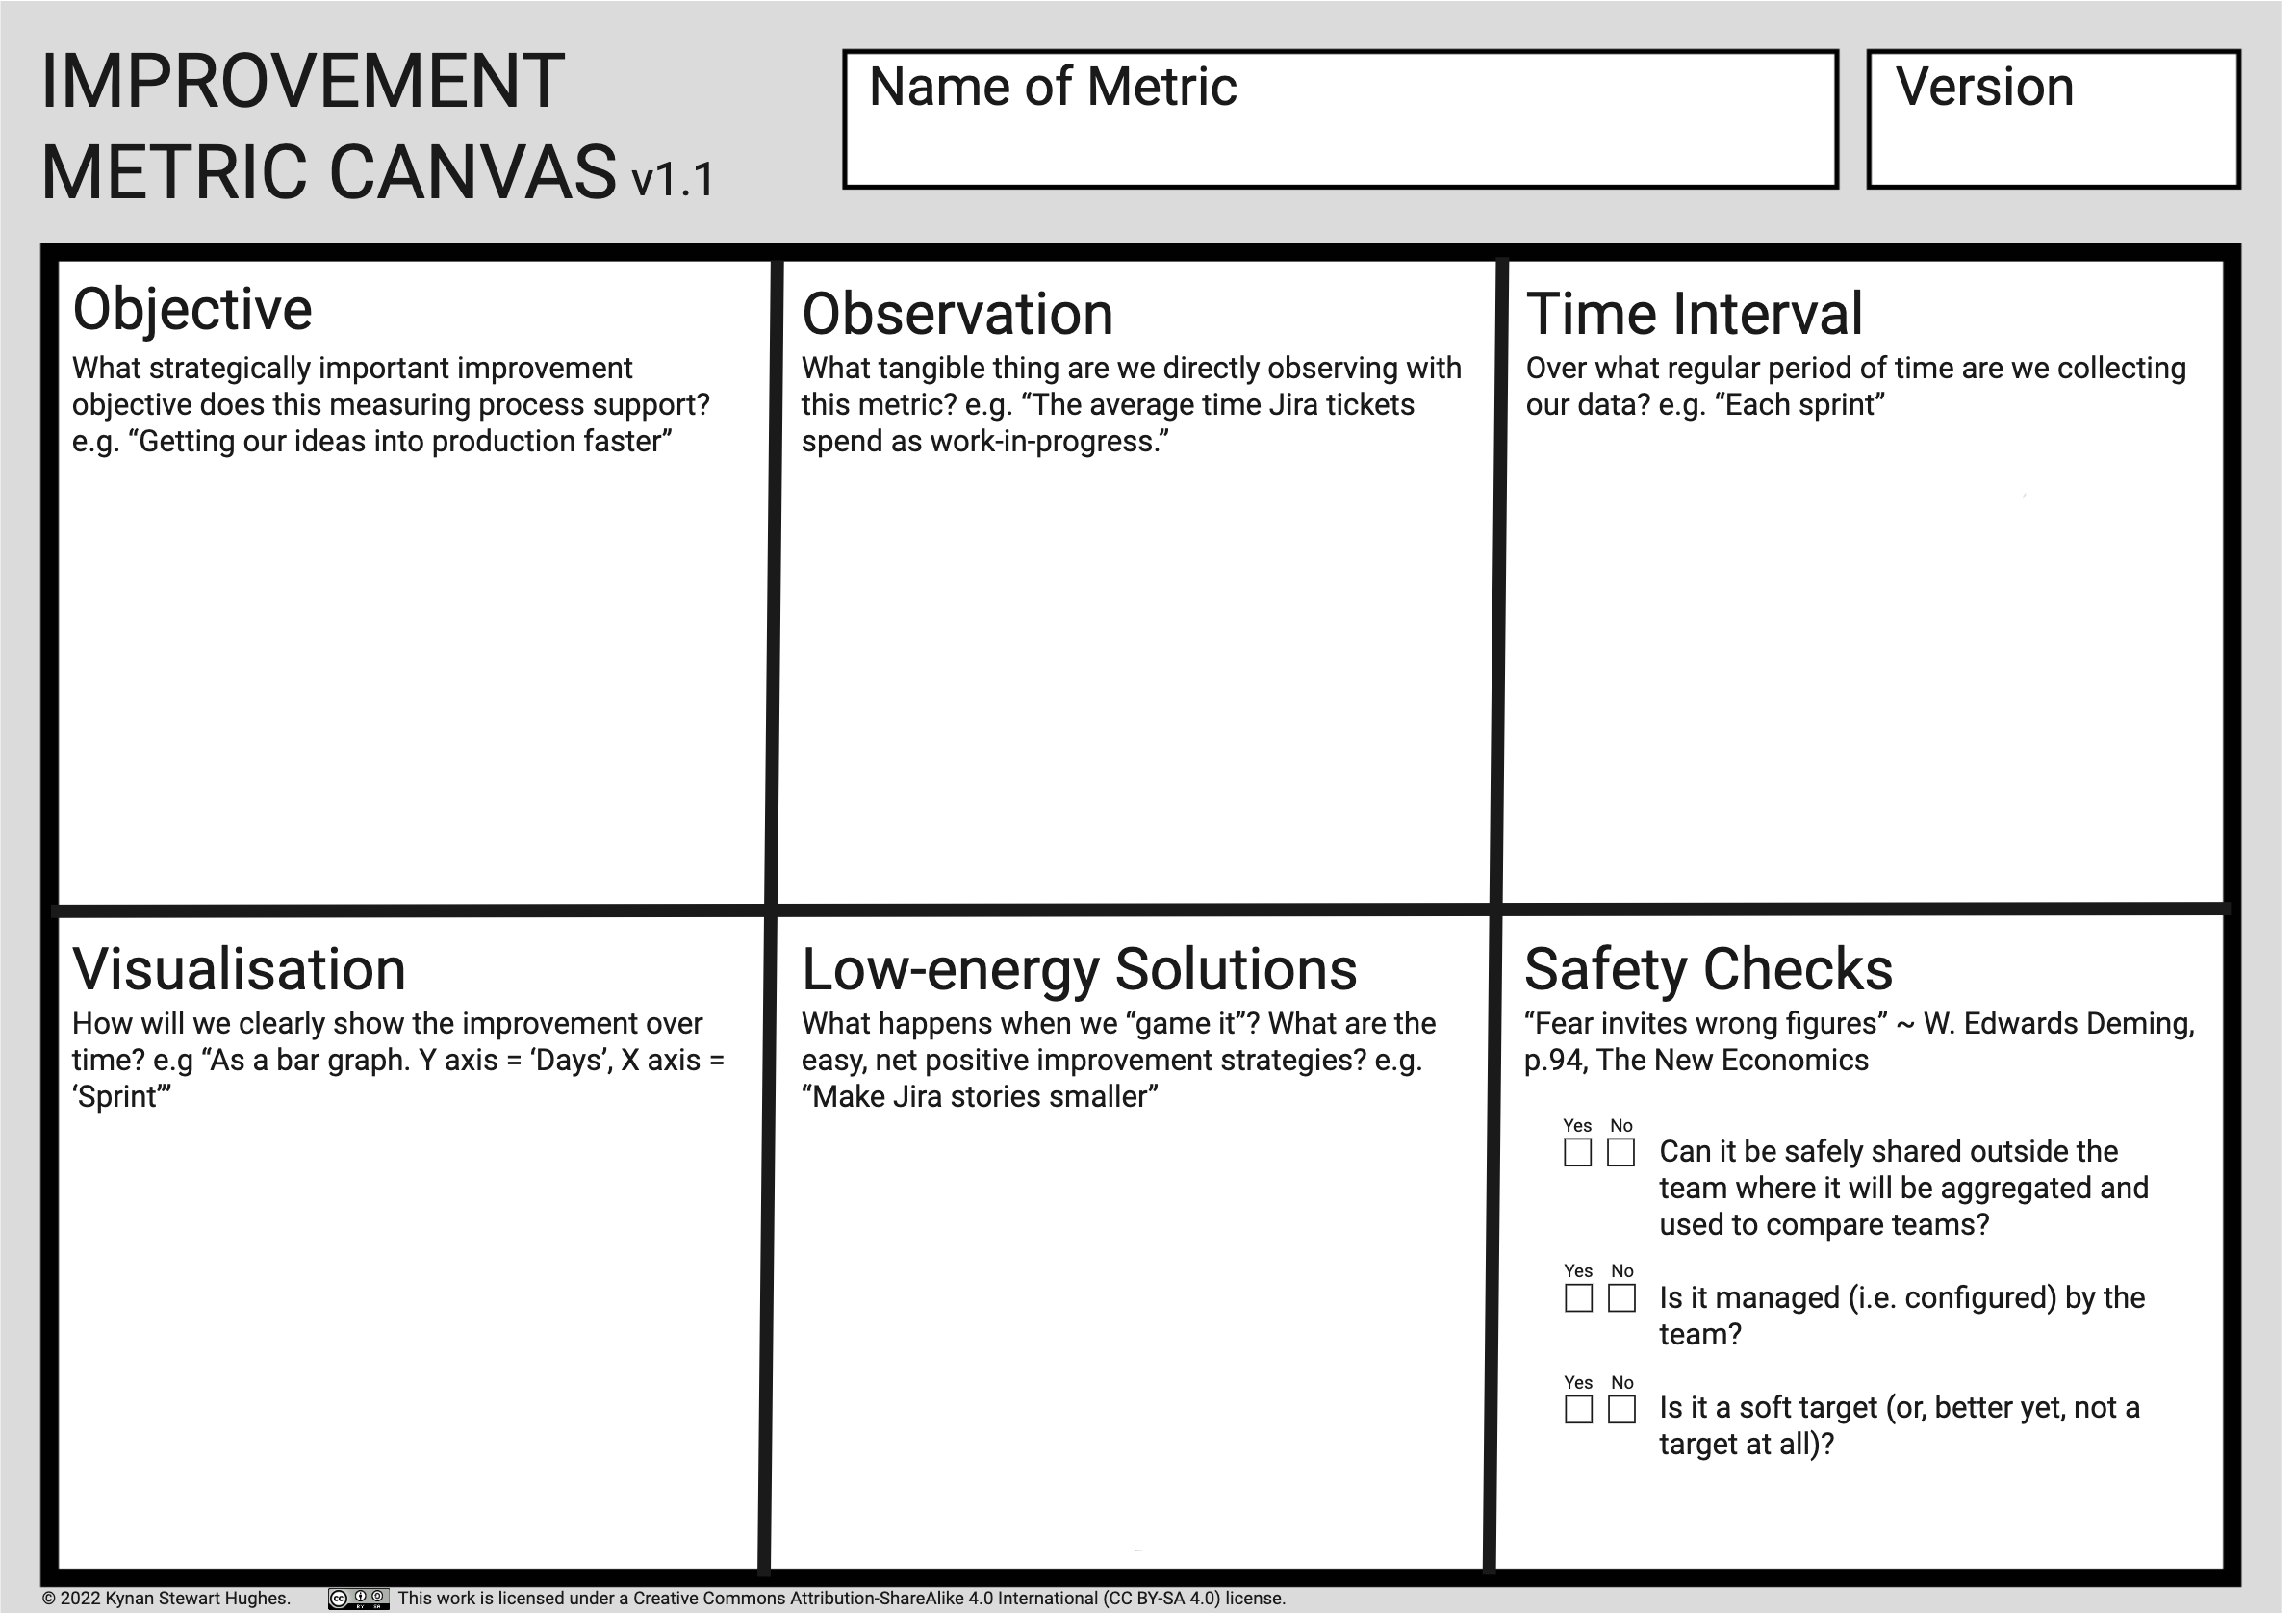 IMPROVEMENT
METRIC CANVAS v1.1
Name of Metric
Version
Objective
What strategically important improvement
objective does this measuring process support?
e.g. “Getting our ideas into production faster”
Observation
What tangible thing are we directly observing with
this metric? e.g. “The average time Jira tickets
spend as work-in-progress.”
Time Interval
Over what regular period of time are we collecting
our data? e.g. “Each sprint”
Visualisation
How will we clearly show the improvement over
time? e.g “As a bar graph. Y axis = ‘Days’, X axis =
‘Sprint’”
Low-energy Solutions
What happens when we “game it”? What are the
easy, net positive improvement strategies? e.g.
“Make Jira stories smaller”
Safety Checks
“Fear invites wrong figures” ~ W. Edwards Deming,
p.94, The New Economics
Yes No
Can it be safely shared outside the
team where it will be aggregated and
used to compare teams?
Yes No
Is it managed (i.e. configured) by the
team?
Yes No
Is it a soft target (or, better yet, not a
target at all)?
© 2022 Kynan Stewart Hughes. cc BY SA This work is licensed under a Creative Commons Attribution-ShareAlike 4.0 International (CC BY-SA 4.0) license.